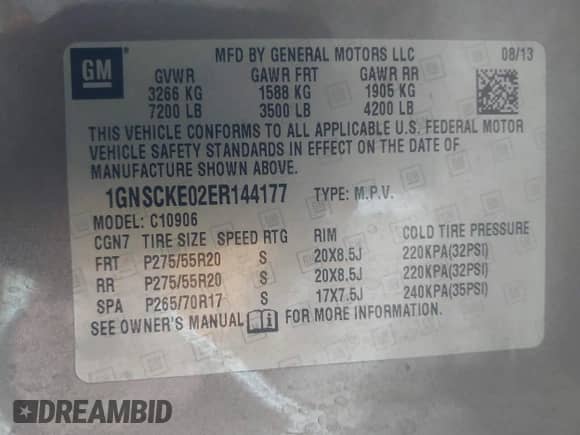 GM
MFD BY GENERAL MOTORS LLC 08/13
GVWR GAWR FRT GAWR RR
3266 KG 1588 KG 1905 KG
7200 LB 3500 LB 4200 LB
THIS VEHICLE CONFORMS TO ALL APPLICABLE U.S. FEDERAL MOTOR
VEHICLE SAFETY STANDARDS IN EFFECT ON THE DATE OF
MANUFACTURE SHOWN ABOVE.
1GNSCKE02ER144177 TYPE: M.P.V.
MODEL: C10906
CGN7 TIRE SIZE SPEED RTG RIM COLD TIRE PRESSURE
FRT P275/55R20 S 20X8.5J 220KPA(32PSI)
RR P275/55R20 S 20X8.5J 220KPA(32PSI)
SPA P265/70R17 S 17X7.5J 240KPA(35PSI)
SEE OWNER'S MANUAL FOR MORE INFORMATION.
DREAMBID